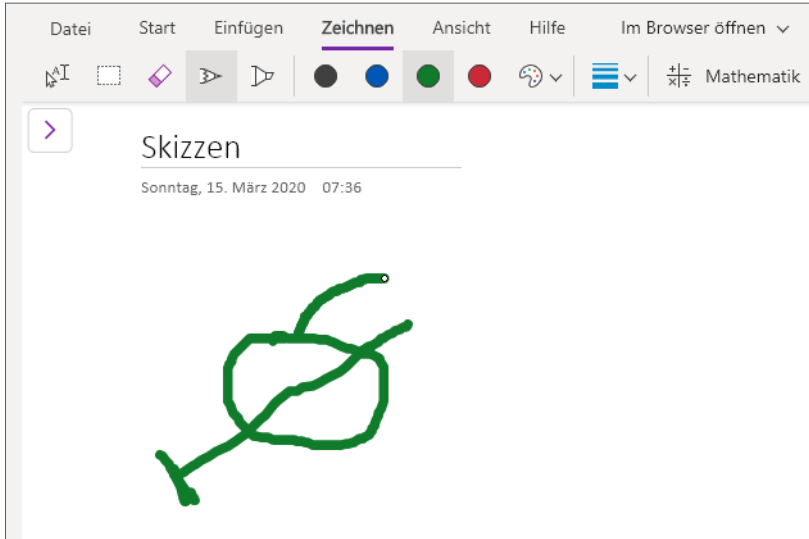 Datei Start Einfügen Zeichnen Ansicht Hilfe Im Browser öffnen
Mathematik
Skizzen
Sonntag, 15. März 2020 07:36